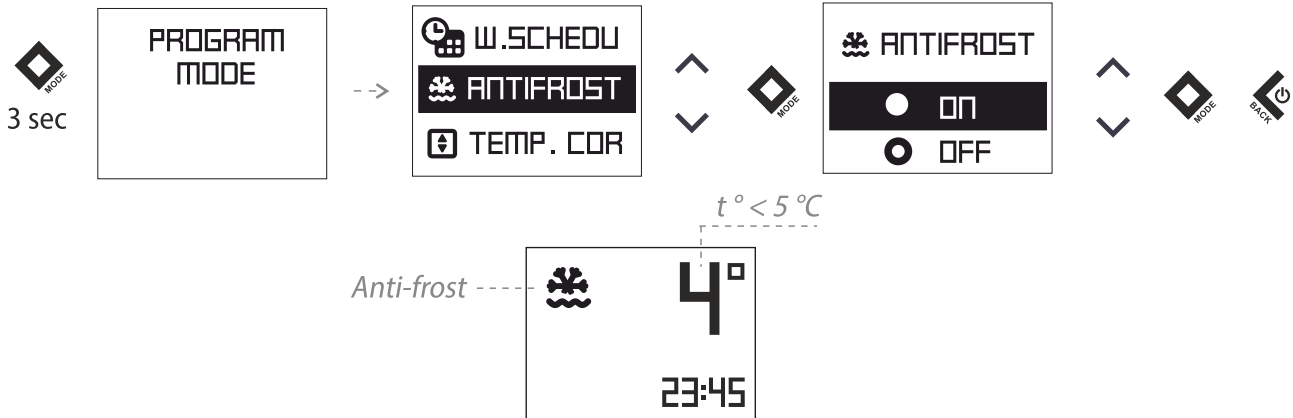 MODE
3 sec
PROGRAM
MODE
W.SCHEDU
ANTIFROST
TEMP. COR
MODE
ANTIFROST
ON
OFF
MODE
BACK
t ° < 5 °C
Anti-frost
4°
23:45